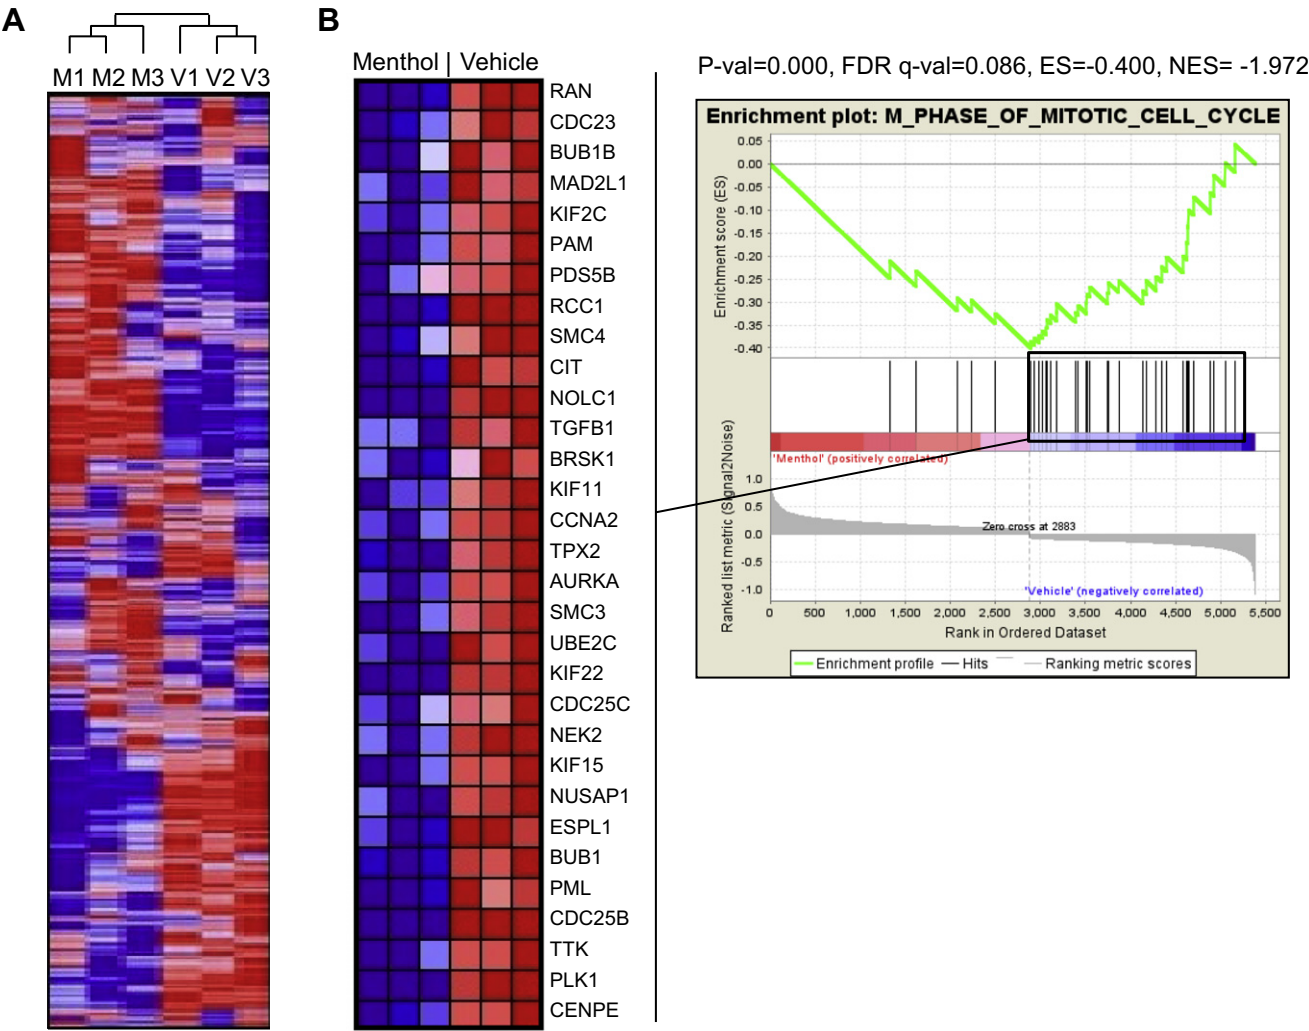 A
B
M1 M2 M3 V1 V2 V3
Menthol | Vehicle
RAN
CDC23
BUB1B
MAD2L1
KIF2C
PAM
PDS5B
RCC1
SMC4
CIT
NOLC1
TGFB1
BRSK1
KIF11
CCNA2
TPX2
AURKA
SMC3
UBE2C
KIF22
CDC25C
NEK2
KIF15
NUSAP1
ESPL1
BUB1
PML
CDC25B
TTK
PLK1
CENPE
P-val=0.000, FDR q-val=0.086, ES=-0.400, NES= -1.972
Enrichment plot: M_PHASE_OF_MITOTIC_CELL_CYCLE
Enrichment score (ES)
0.05
0.00
-0.05
-0.10
-0.15
-0.20
-0.25
-0.30
-0.35
-0.40
'Menthol' (positively correlated)
Ranked list metric (Signal2Noise)
1.0
0.5
0.0
-0.5
-1.0
Zero cross at 2883
'Vehicle' (negatively correlated)
0 500 1,000 1,500 2,000 2,500 3,000 3,500 4,000 4,500 5,000 5,500
Rank in Ordered Dataset
Enrichment profile Hits Ranking metric scores